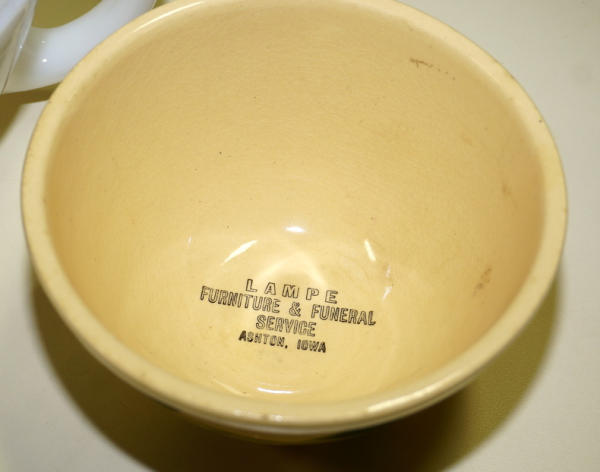 LAMPE
FURNITURE & FUNERAL
SERVICE
ASHTON, IOWA